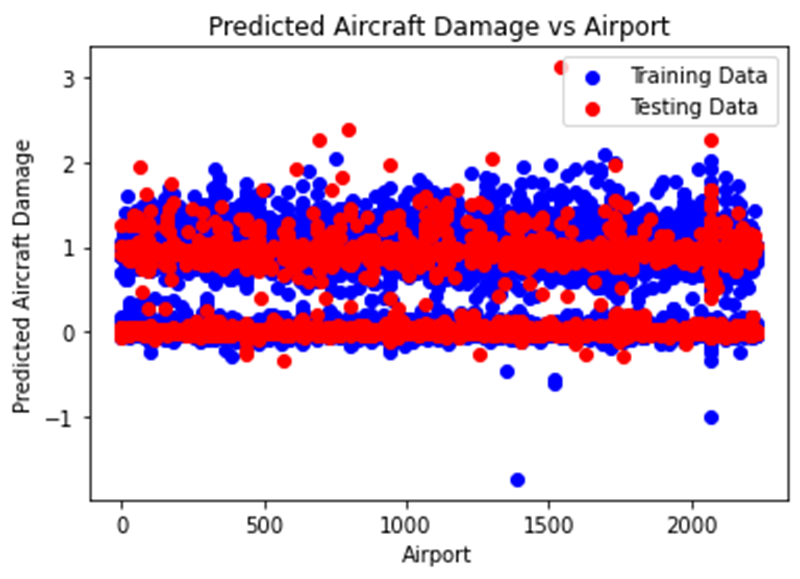 Predicted Aircraft Damage vs Airport
Training Data
Testing Data
3
2
1
0
−1
Predicted Aircraft Damage
0 500 1000 1500 2000
Airport